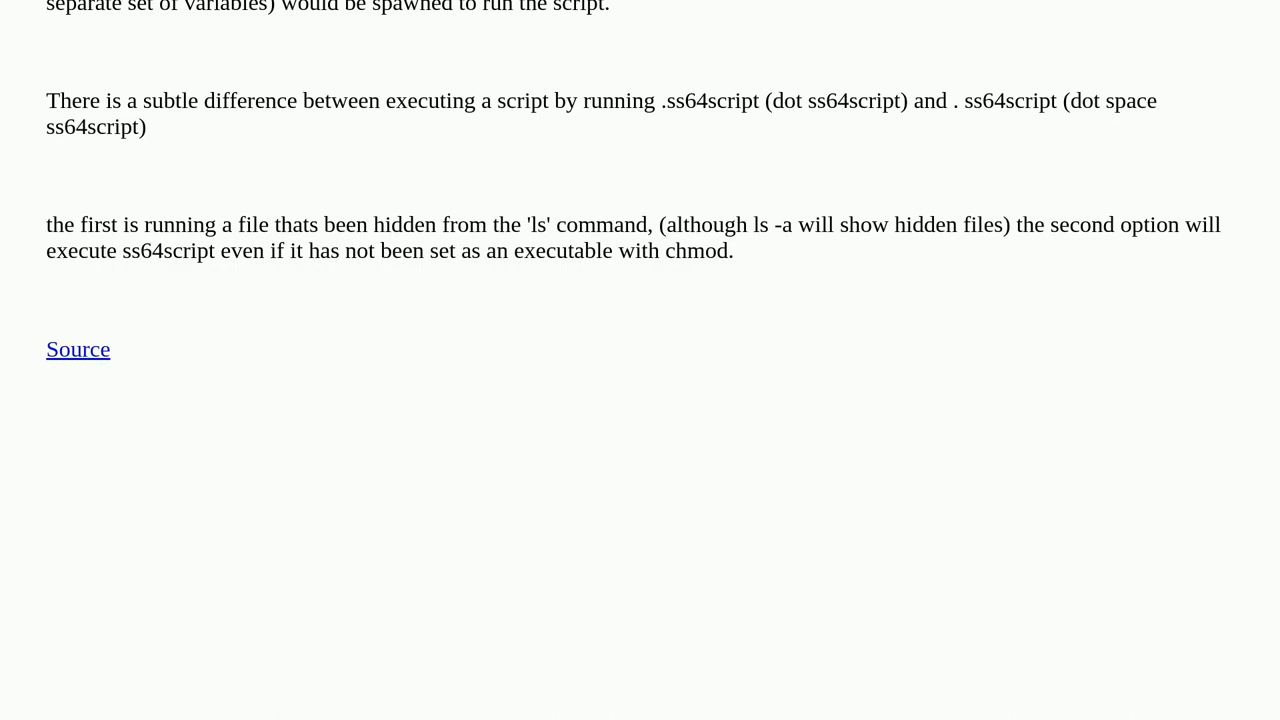 separate set of variables) would be spawned to run the script.
There is a subtle difference between executing a script by running .ss64script (dot ss64script) and . ss64script (dot space
ss64script)
the first is running a file thats been hidden from the 'ls' command, (although ls -a will show hidden files) the second option will
execute ss64script even if it has not been set as an executable with chmod.
Source